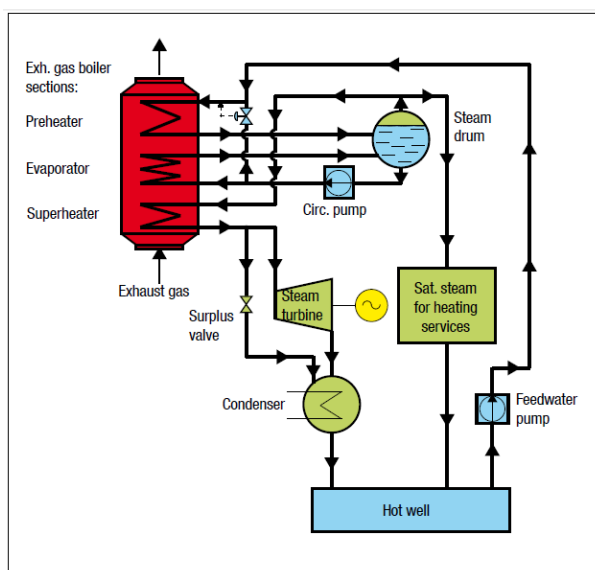 Exh. gas boiler
sections:
Preheater
Evaporator
Superheater
Exhaust gas
Steam
drum
Circ. pump
Surplus
valve
Steam
turbine
Sat. steam
for heating
services
Condenser
Feedwater
pump
Hot well